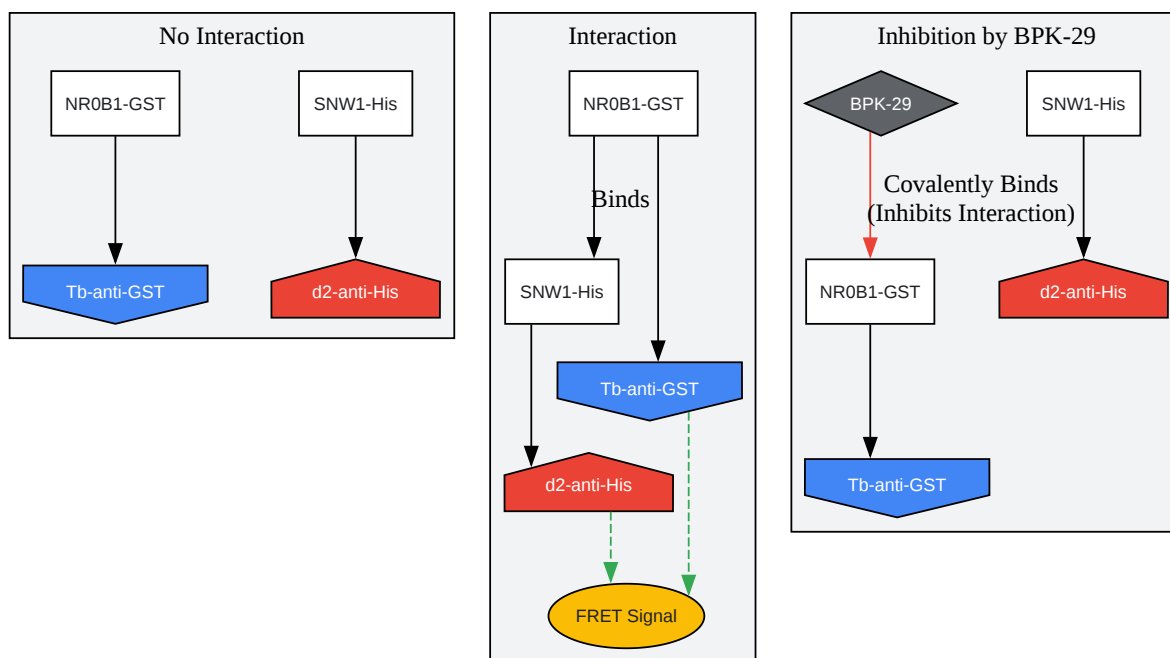 No Interaction
NR0B1-GST
SNW1-His
Tb-anti-GST
d2-anti-His
Interaction
NR0B1-GST
Binds
SNW1-His
Tb-anti-GST
d2-anti-His
FRET Signal
Inhibition by BPK-29
BPK-29
SNW1-His
Covalently Binds
(Inhibits Interaction)
NR0B1-GST
d2-anti-His
Tb-anti-GST